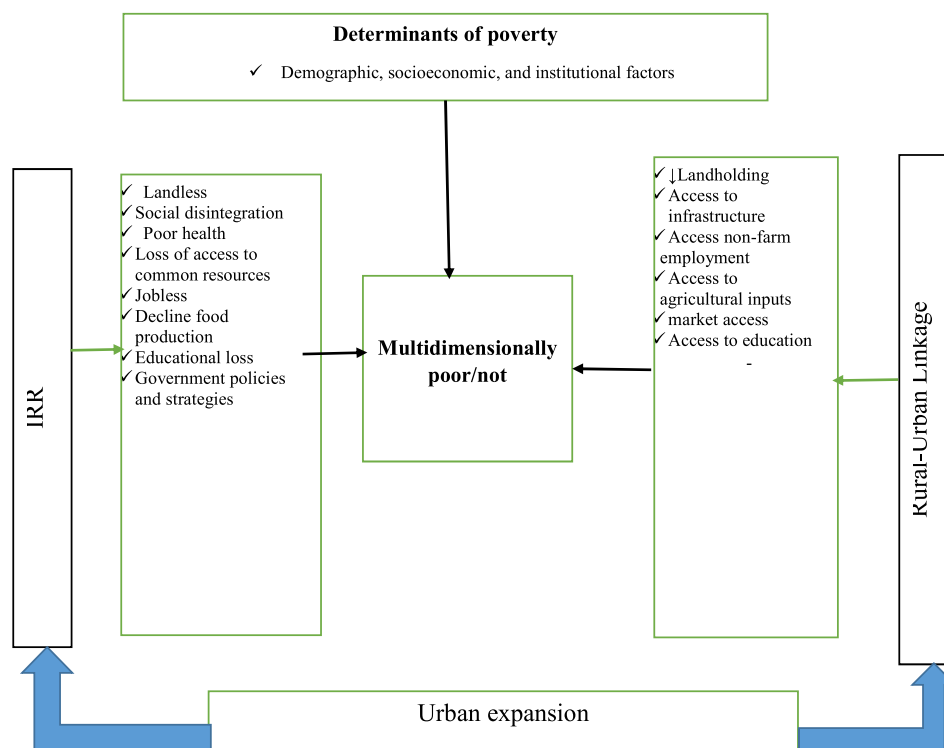 Determinants of poverty
✓ Demographic, socioeconomic, and institutional factors
IRR
✓ Landless
✓ Social disintegration
✓ Poor health
✓ Loss of access to
common resources
✓ Jobless
✓ Decline food
production
✓ Educational loss
✓ Government policies
and strategies
Multidimensionally
poor/not
✓ ↓Landholding
✓ Access to
infrastructure
✓ Access non-farm
employment
✓ Access to
agricultural inputs
✓ market access
✓ Access to education
-
Rural-Urban Linkage
Urban expansion